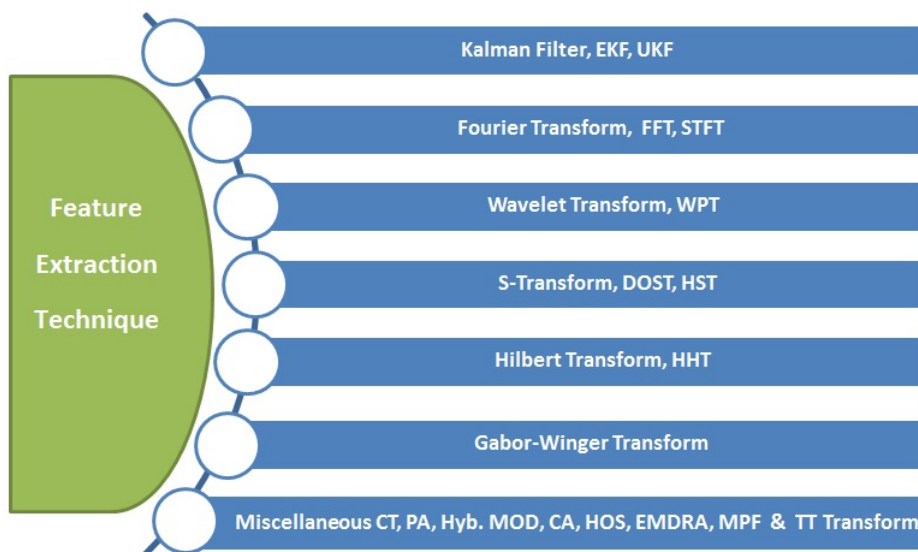 Feature
Extraction
Technique
Kalman Filter, EKF, UKF
Fourier Transform, FFT, STFT
Wavelet Transform, WPT
S-Transform, DOST, HST
Hilbert Transform, HHT
Gabor-Winger Transform
Miscellaneous CT, PA, Hyb. MOD, CA, HOS, EMDRA, MPF & TT Transform